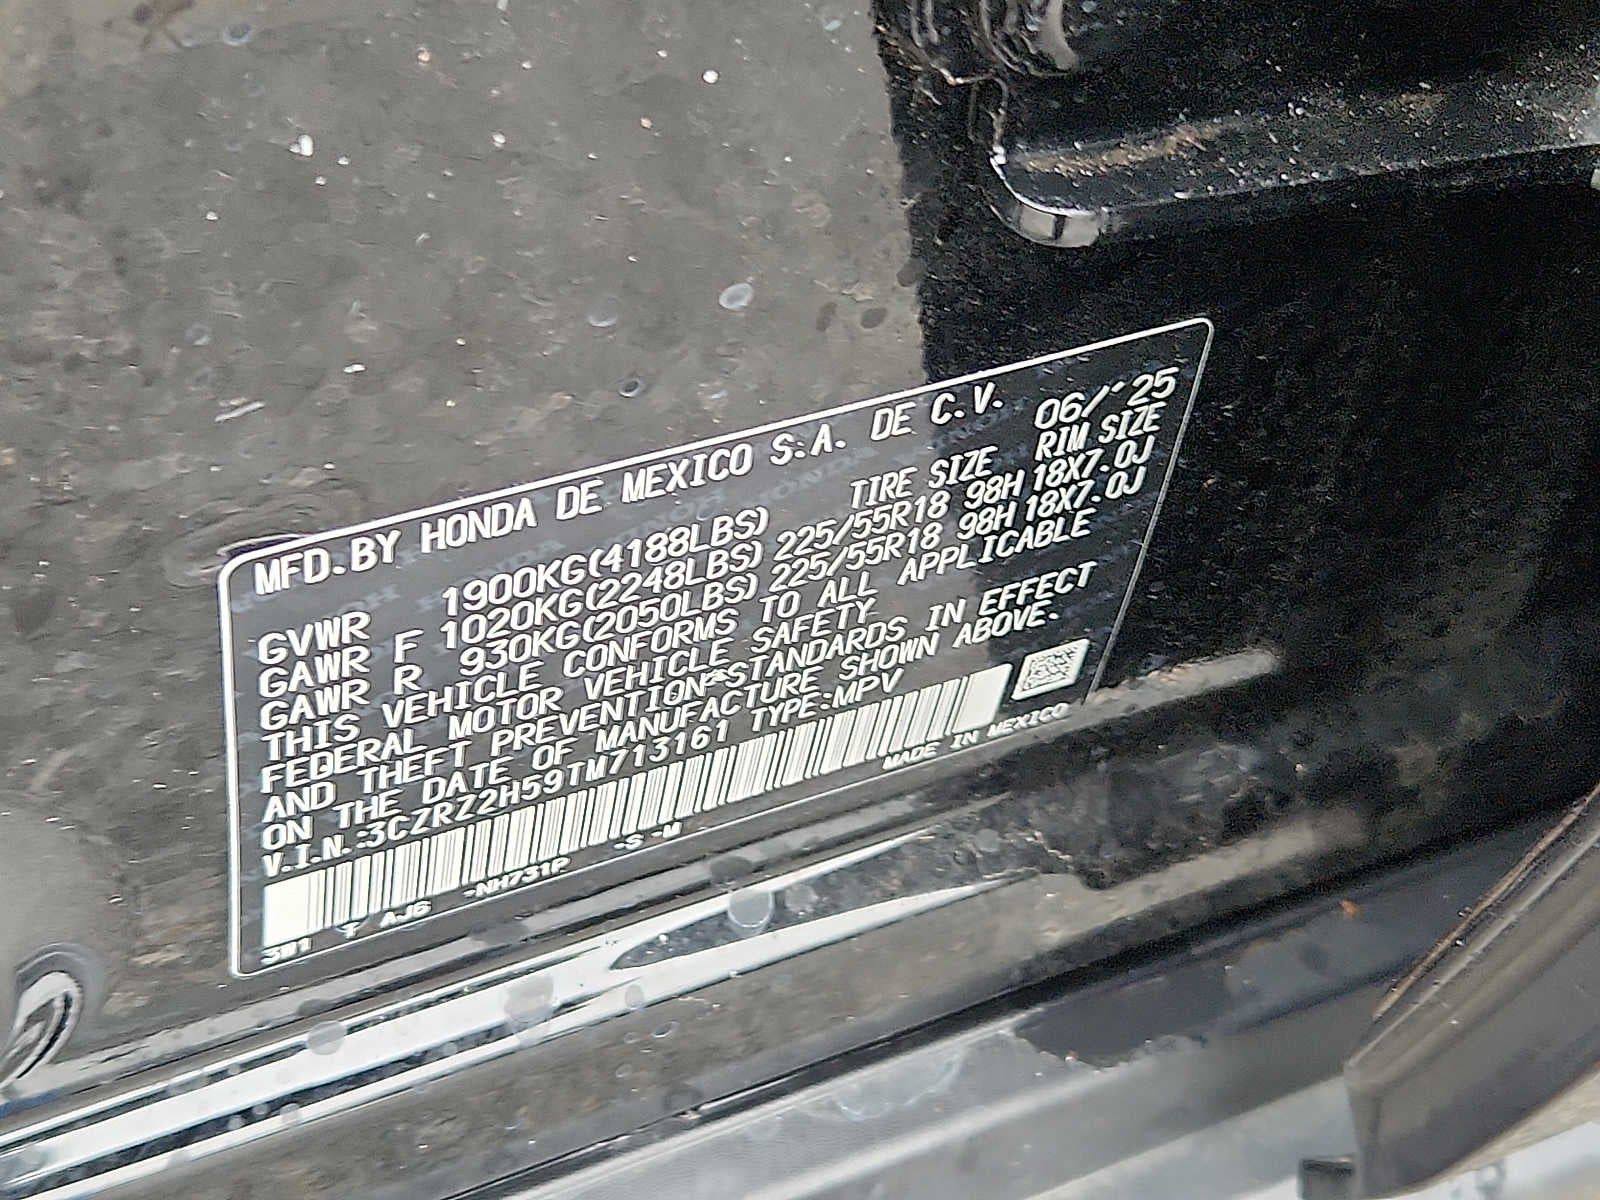 MFD.BY HONDA DE MEXICO S.A. DE C.V. 06/'25
TIRE SIZE RIM SIZE
GVWR 1900KG(4188LBS)
GAWR F 1020KG(2248LBS) 225/55R18 98H 18X7.0J
GAWR R 930KG(2050LBS) 225/55R18 98H 18X7.0J
THIS VEHICLE CONFORMS TO ALL APPLICABLE
FEDERAL MOTOR VEHICLE SAFETY
AND THEFT PREVENTION STANDARDS IN EFFECT
ON THE DATE OF MANUFACTURE SHOWN ABOVE.
V.I.N.:3CZRZ2H59TM713161 TYPE:MPV
MADE IN MEXICO
3W1 T AJ6 -NH731P -S -M